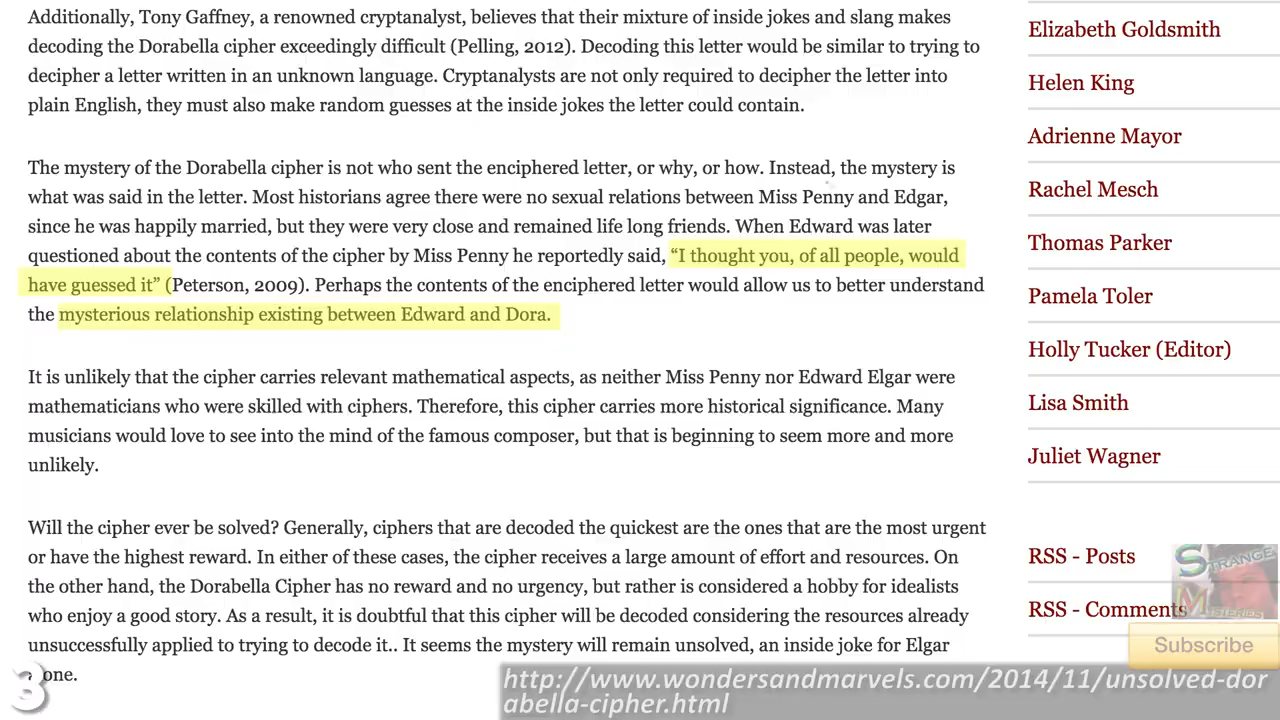 Additionally, Tony Gaffney, a renowned cryptanalyst, believes that their mixture of inside jokes and slang makes
decoding the Dorabella cipher exceedingly difficult (Pelling, 2012). Decoding this letter would be similar to trying to
decipher a letter written in an unknown language. Cryptanalysts are not only required to decipher the letter into
plain English, they must also make random guesses at the inside jokes the letter could contain.
The mystery of the Dorabella cipher is not who sent the enciphered letter, or why, or how. Instead, the mystery is
what was said in the letter. Most historians agree there were no sexual relations between Miss Penny and Edgar,
since he was happily married, but they were very close and remained life long friends. When Edward was later
questioned about the contents of the cipher by Miss Penny he reportedly said, “I thought you, of all people, would
have guessed it” (Peterson, 2009). Perhaps the contents of the enciphered letter would allow us to better understand
the mysterious relationship existing between Edward and Dora.
It is unlikely that the cipher carries relevant mathematical aspects, as neither Miss Penny nor Edward Elgar were
mathematicians who were skilled with ciphers. Therefore, this cipher carries more historical significance. Many
musicians would love to see into the mind of the famous composer, but that is beginning to seem more and more
unlikely.
Will the cipher ever be solved? Generally, ciphers that are decoded the quickest are the ones that are the most urgent
or have the highest reward. In either of these cases, the cipher receives a large amount of effort and resources. On
the other hand, the Dorabella Cipher has no reward and no urgency, but rather is considered a hobby for idealists
who enjoy a good story. As a result, it is doubtful that this cipher will be decoded considering the resources already
unsuccessfully applied to trying to decode it.. It seems the mystery will remain unsolved, an inside joke for Elgar
one.
Elizabeth Goldsmith
Helen King
Adrienne Mayor
Rachel Mesch
Thomas Parker
Pamela Toler
Holly Tucker (Editor)
Lisa Smith
Juliet Wagner
RSS - Posts
RSS - Comments
STRANGE
MYSTERIES
Subscribe
3
http://www.wondersandmarvels.com/2014/11/unsolved-dor
abella-cipher.html